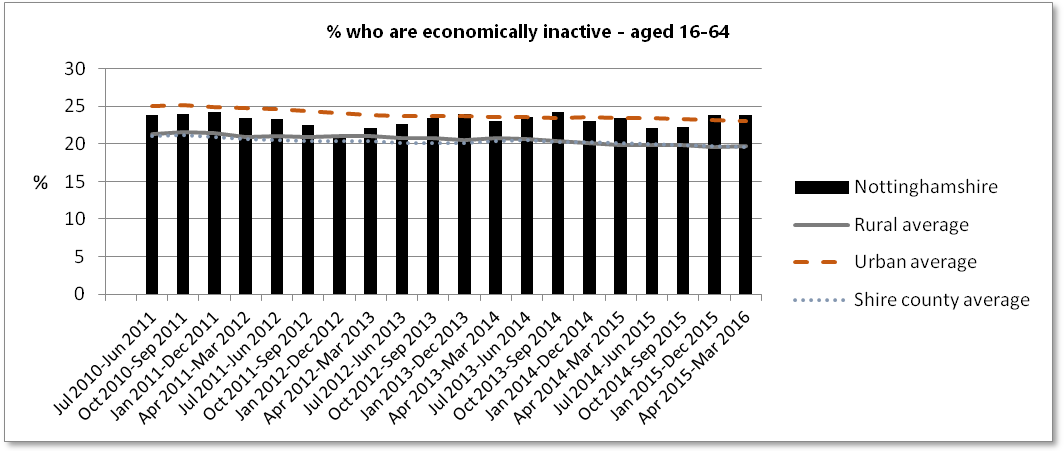 % who are economically inactive - aged 16-64
30
25
20
15
10
5
0
%
Jul 2010-Jun 2011
Oct 2010-Sep 2011
Jan 2011-Dec 2011
Apr 2011-Mar 2012
Jul 2011-Jun 2012
Oct 2011-Sep 2012
Jan 2012-Dec 2012
Apr 2012-Mar 2013
Jul 2012-Jun 2013
Oct 2012-Sep 2013
Jan 2013-Dec 2013
Apr 2013-Mar 2014
Jul 2013-Jun 2014
Oct 2013-Sep 2014
Jan 2014-Dec 2014
Apr 2014-Mar 2015
Jul 2014-Jun 2015
Oct 2014-Sep 2015
Jan 2015-Dec 2015
Apr 2015-Mar 2016
Nottinghamshire
Rural average
Urban average
Shire county average